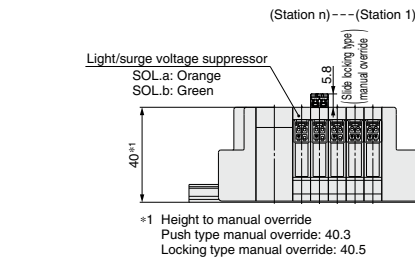 (Station n)---(Station 1)
Light/surge voltage suppressor
SOL.a: Orange
SOL.b: Green
5.8
(Slide locking type
manual override)
40*1
*1 Height to manual override
Push type manual override: 40.3
Locking type manual override: 40.5